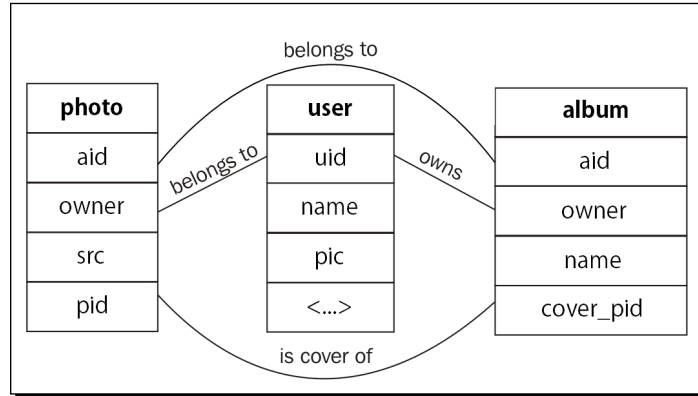 belongs to
photo
aid
owner
src
pid
belongs to
user
uid
name
pic
<...>
owns
album
aid
owner
name
cover_pid
is cover of